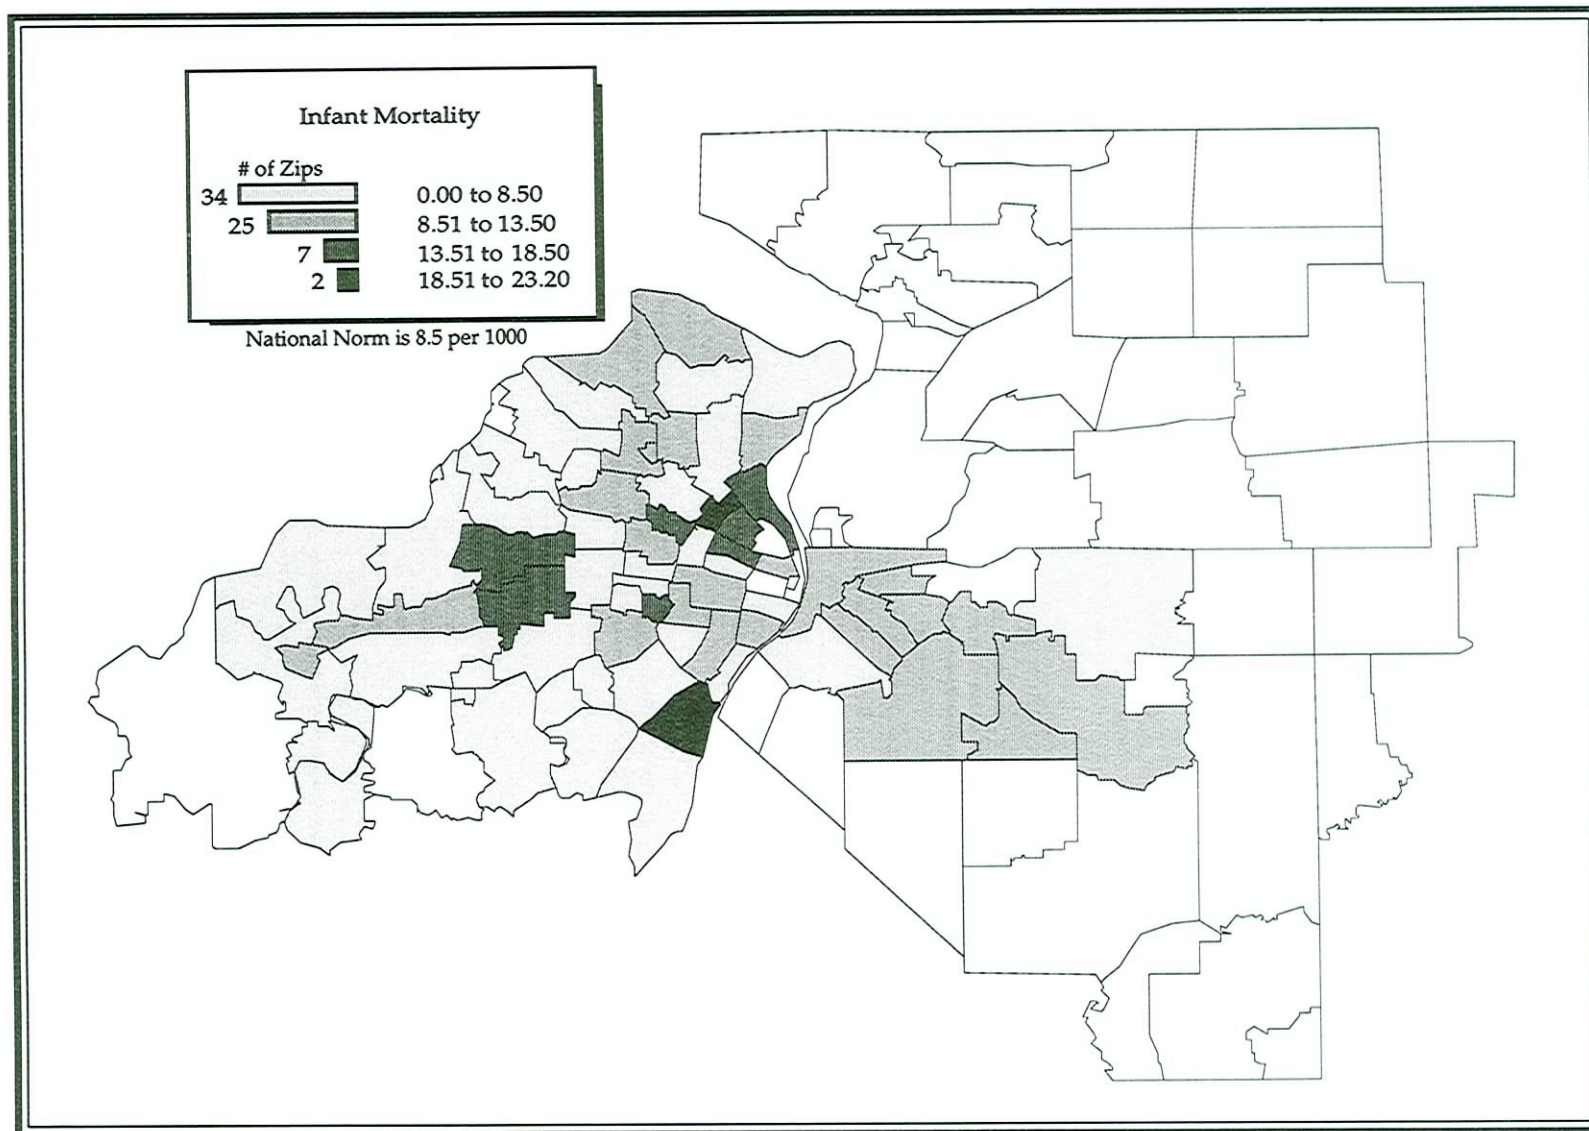 Infant Mortality
# of Zips
34 0.00 to 8.50
25 8.51 to 13.50
7 13.51 to 18.50
2 18.51 to 23.20
National Norm is 8.5 per 1000